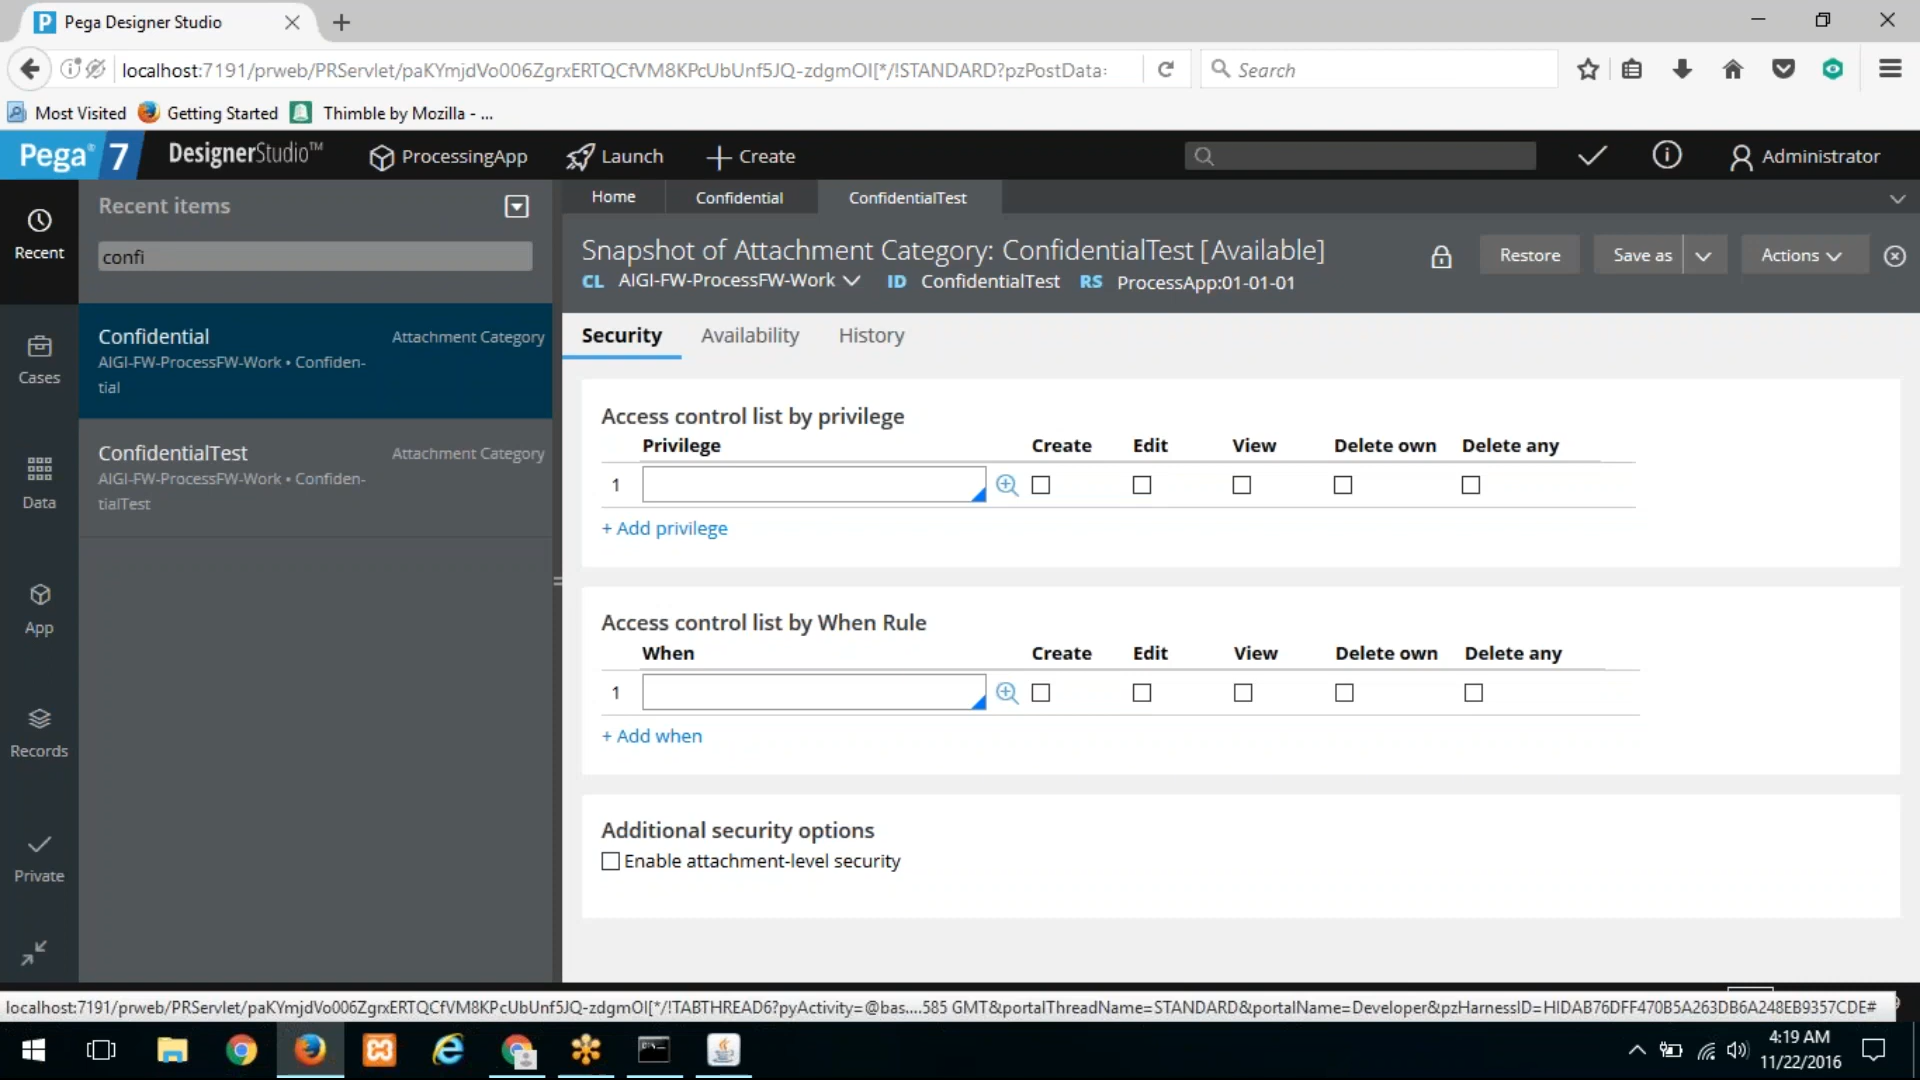 Pega Designer Studio
localhost:7191/prweb/PRServlet/paKYmjdVo006ZgrxERTQCfVM8KPcUbUnf5JQ-zdgmOI[*/!STANDARD?pzPostData:
Search
Most Visited
Getting Started
Thimble by Mozilla - ...
Pega® 7
DesignerStudio™
ProcessingApp
Launch
Create
Administrator
Recent
Cases
Data
App
Records
Private
Recent items
confi
Confidential
Attachment Category
AIGI-FW-ProcessFW-Work • Confiden-
tial
ConfidentialTest
Attachment Category
AIGI-FW-ProcessFW-Work • Confiden-
tialTest
Home
Confidential
ConfidentialTest
Snapshot of Attachment Category: ConfidentialTest [Available]
CL AIGI-FW-ProcessFW-Work ID ConfidentialTest RS ProcessApp:01-01-01
Restore
Save as
Actions
Security
Availability
History
Access control list by privilege
Privilege Create Edit View Delete own Delete any
1
+ Add privilege
Access control list by When Rule
When Create Edit View Delete own Delete any
1
+ Add when
Additional security options
Enable attachment-level security
localhost:7191/prweb/PRServlet/paKYmjdVo006ZgrxERTQCfVM8KPcUbUnf5JQ-zdgmOI[*/!TABTHREAD6?pyActivity=@bas....585 GMT&portalThreadName=STANDARD&portalName=Developer&pzHarnessID=HIDAB76DFF470B5A263DB6A248EB9357CDE#
4:19 AM
11/22/2016